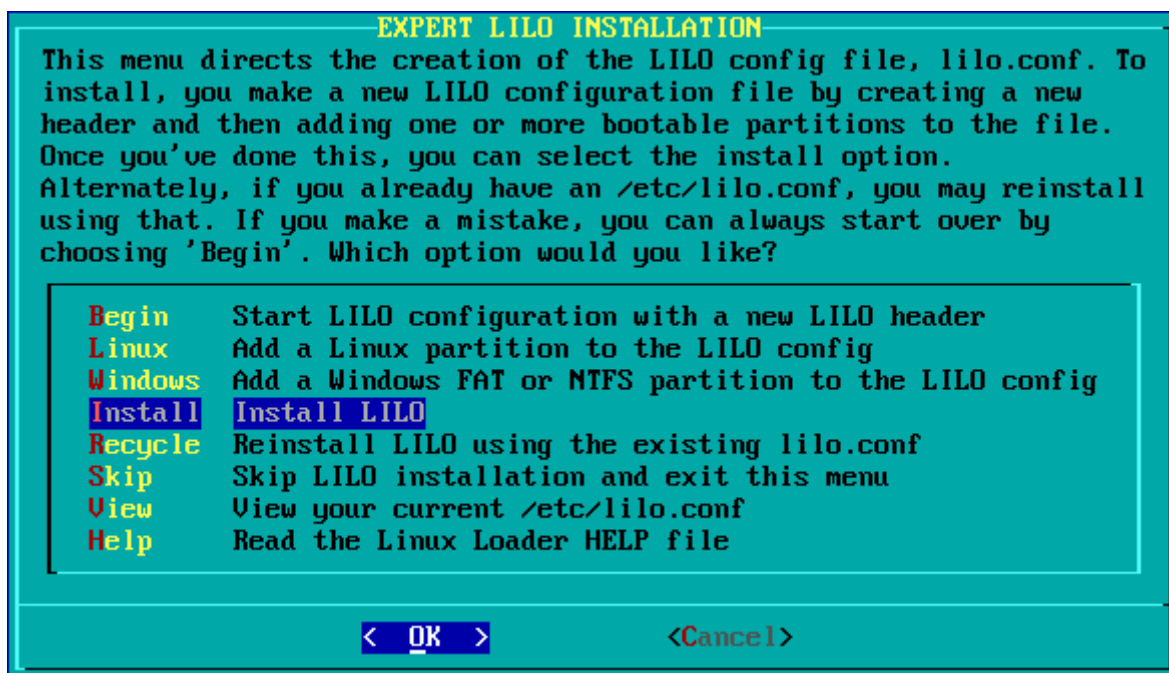 EXPERT LILO INSTALLATION
This menu directs the creation of the LILO config file, lilo.conf. To
install, you make a new LILO configuration file by creating a new
header and then adding one or more bootable partitions to the file.
Once you've done this, you can select the install option.
Alternately, if you already have an /etc/lilo.conf, you may reinstall
using that. If you make a mistake, you can always start over by
choosing 'Begin'. Which option would you like?
Begin Start LILO configuration with a new LILO header
Linux Add a Linux partition to the LILO config
Windows Add a Windows FAT or NTFS partition to the LILO config
Install Install LILO
Recycle Reinstall LILO using the existing lilo.conf
Skip Skip LILO installation and exit this menu
View View your current /etc/lilo.conf
Help Read the Linux Loader HELP file
< OK > <Cancel>